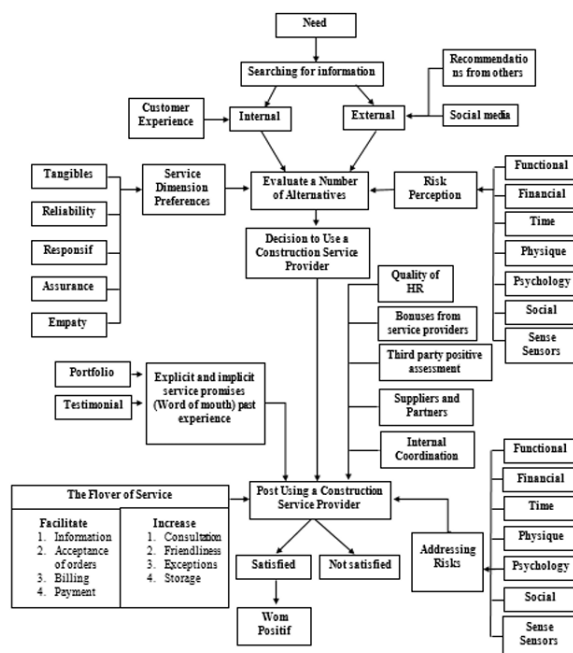 Need
Searching for information
Recommendatio
ns from others
Customer
Experience
Internal
External
Social media
Tangibles
Reliability
Responsif
Assurance
Empaty
Service
Dimension
Preferences
Evaluate a Number
of Alternatives
Risk
Perception
Functional
Financial
Time
Physique
Psychology
Social
Sense
Sensors
Decision to Use a
Construction Service
Provider
Quality of
HR
Bonuses from
service providers
Third party positive
assessment
Suppliers and
Partners
Internal
Coordination
Portfolio
Testimonial
Explicit and implicit
service promises
(Word of mouth) past
experience
The Flover of Service
Facilitate
1. Information
2. Acceptance
of orders
3. Billing
4. Payment
Increase
1. Consultation
2. Friendliness
3. Exceptions
4. Storage
Post Using a Construction
Service Provider
Satisfied
Not satisfied
Wom
Positif
Addressing
Risks
Functional
Financial
Time
Physique
Psychology
Social
Sense
Sensors